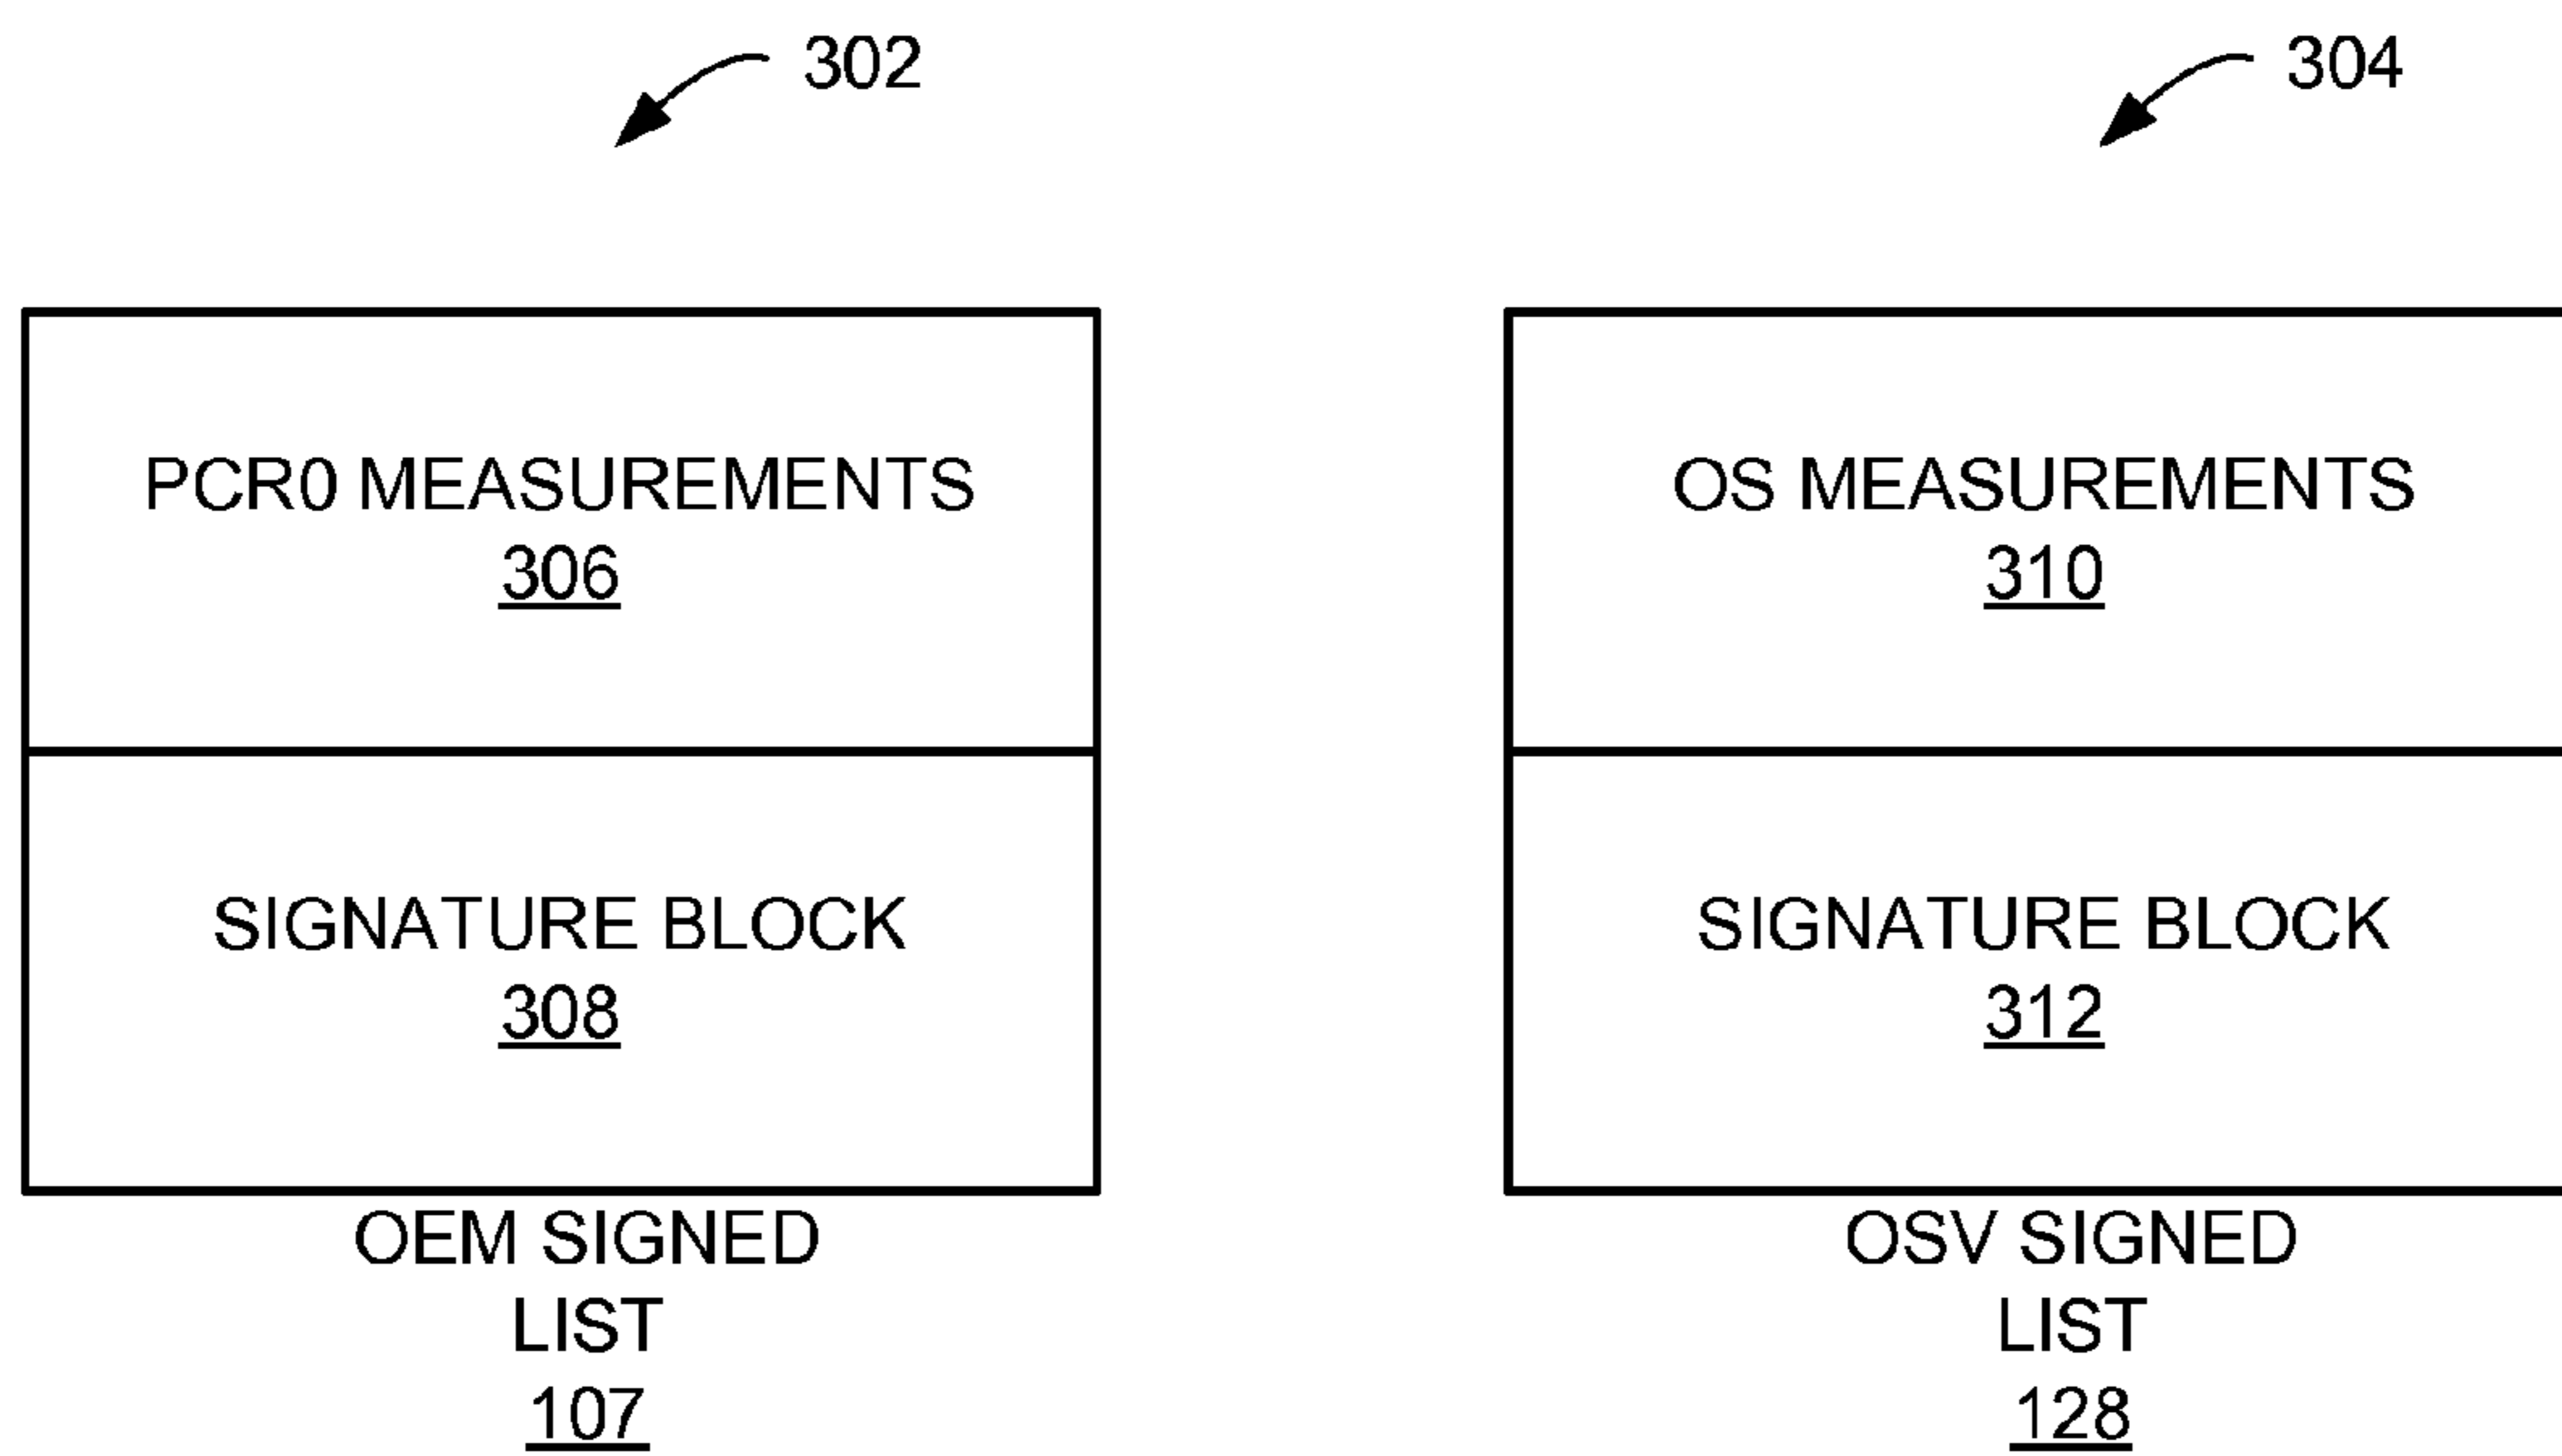 302
304
PCR0 MEASUREMENTS
306
SIGNATURE BLOCK
308
OEM SIGNED
LIST
107
OS MEASUREMENTS
310
SIGNATURE BLOCK
312
OSV SIGNED
LIST
128